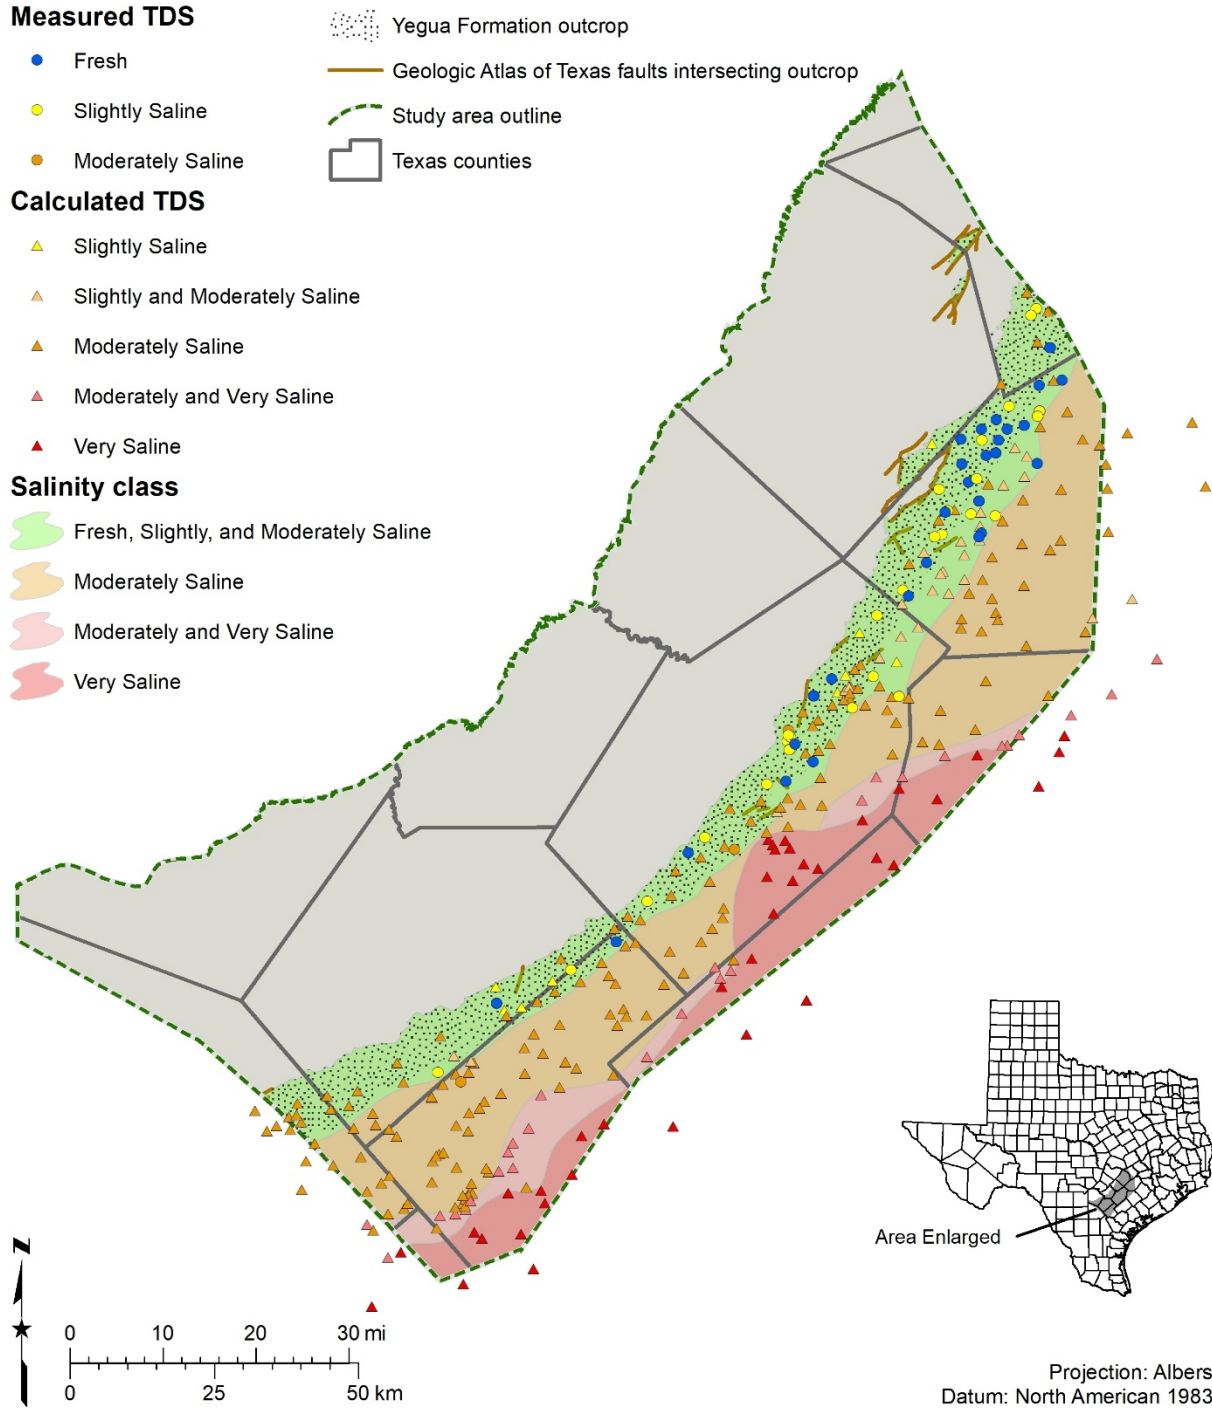 Measured TDS
Fresh
Slightly Saline
Moderately Saline
Calculated TDS
Slightly Saline
Slightly and Moderately Saline
Moderately Saline
Moderately and Very Saline
Very Saline
Salinity class
Fresh, Slightly, and Moderately Saline
Moderately Saline
Moderately and Very Saline
Very Saline
Yegua Formation outcrop
Geologic Atlas of Texas faults intersecting outcrop
Study area outline
Texas counties
Area Enlarged
N
0 10 20 30 mi
0 25 50 km
Projection: Albers
Datum: North American 1983